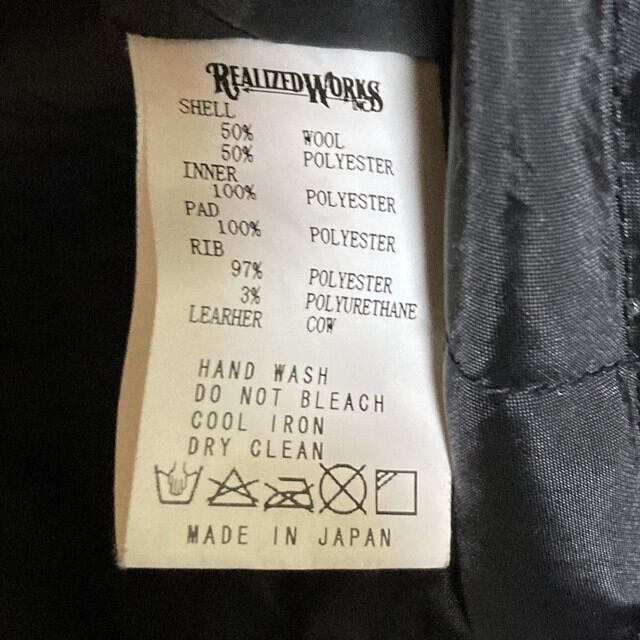 REALIZEDWORKS
INC
SHELL
50% WOOL
50% POLYESTER
INNER
100% POLYESTER
PAD
100% POLYESTER
RIB
97% POLYESTER
3% POLYURETHANE
LEARHER COW
HAND WASH
DO NOT BLEACH
COOL IRON
DRY CLEAN
MADE IN JAPAN